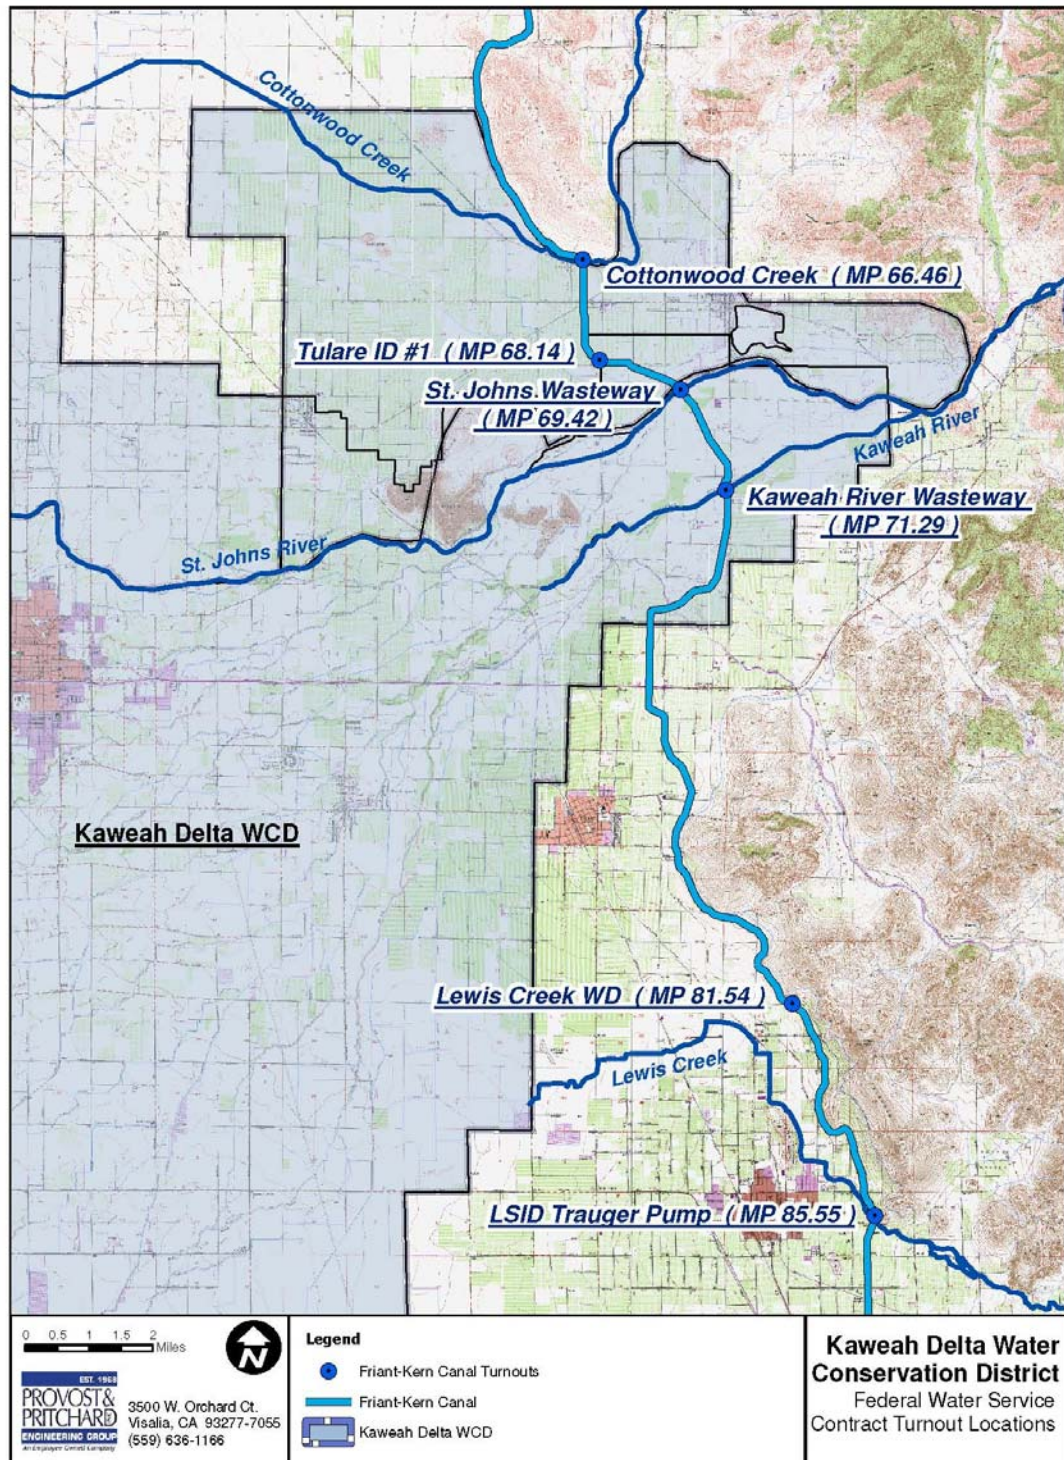 Cottonwood Creek
Cottonwood Creek ( MP 66.46 )
Tulare ID #1 ( MP 68.14 )
St. Johns Wasteway
( MP 69.42 )
Kaweah River
Kaweah River Wasteway
( MP 71.29 )
St. Johns River
Kaweah Delta WCD
Lewis Creek WD ( MP 81.54 )
Lewis Creek
LSID Trauger Pump ( MP 85.55 )
0 0.5 1 1.5 2
Miles
N
EST. 1968
PROVOST &
PRITCHARD
ENGINEERING GROUP
An Employee Owned Company
3500 W. Orchard Ct.
Visalia, CA 93277-7055
(559) 636-1166
Legend
Friant-Kern Canal Turnouts
Friant-Kern Canal
Kaweah Delta WCD
Kaweah Delta Water
Conservation District
Federal Water Service
Contract Turnout Locations